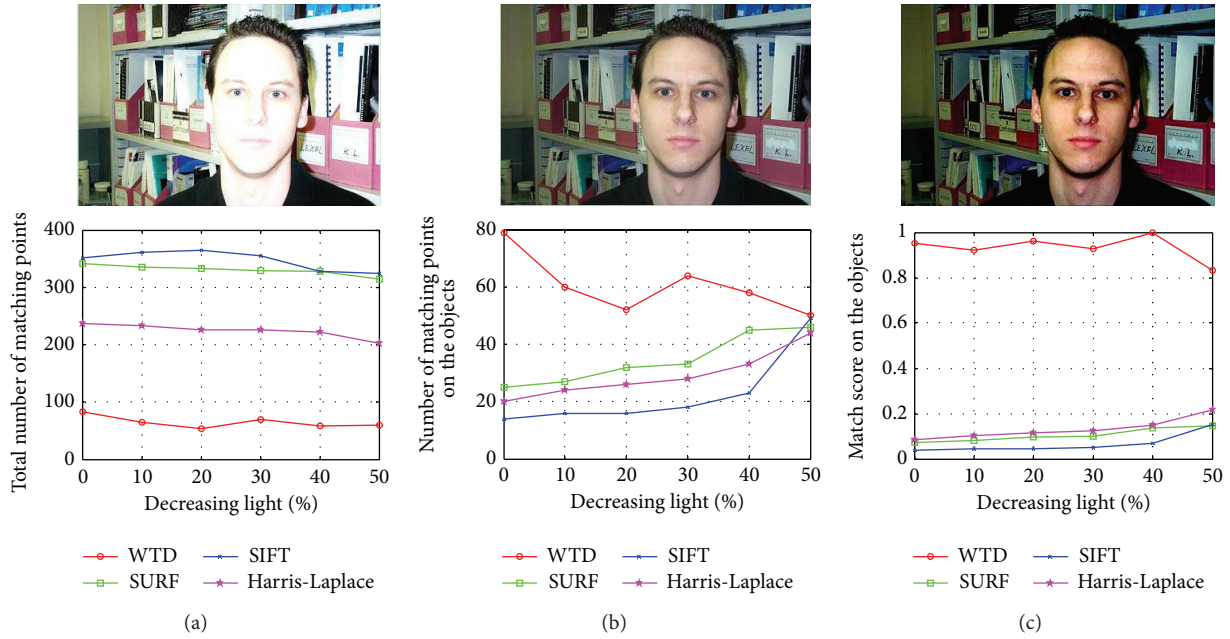 LEXEL
K. L.
LEXEL
K. L.
LEXEL
K. L.
Total number of matching points
400
300
200
100
0
0 10 20 30 40 50
Decreasing light (%)
WTD
SIFT
SURF
Harris-Laplace
(a)
Number of matching points
on the objects
80
60
40
20
0
0 10 20 30 40 50
Decreasing light (%)
WTD
SIFT
SURF
Harris-Laplace
(b)
Match score on the objects
1
0.8
0.6
0.4
0.2
0
0 10 20 30 40 50
Decreasing light (%)
WTD
SIFT
SURF
Harris-Laplace
(c)